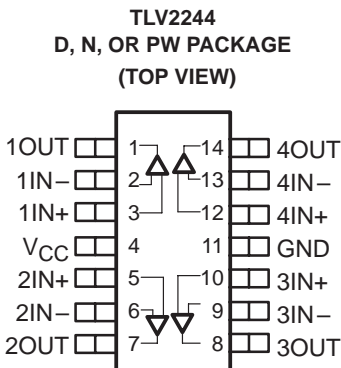 TLV2244
D, N, OR PW PACKAGE
(TOP VIEW)
1OUT 1 14 4OUT
1IN− 2 13 4IN−
1IN+ 3 12 4IN+
VCC 4 11 GND
2IN+ 5 10 3IN+
2IN− 6 9 3IN−
2OUT 7 8 3OUT